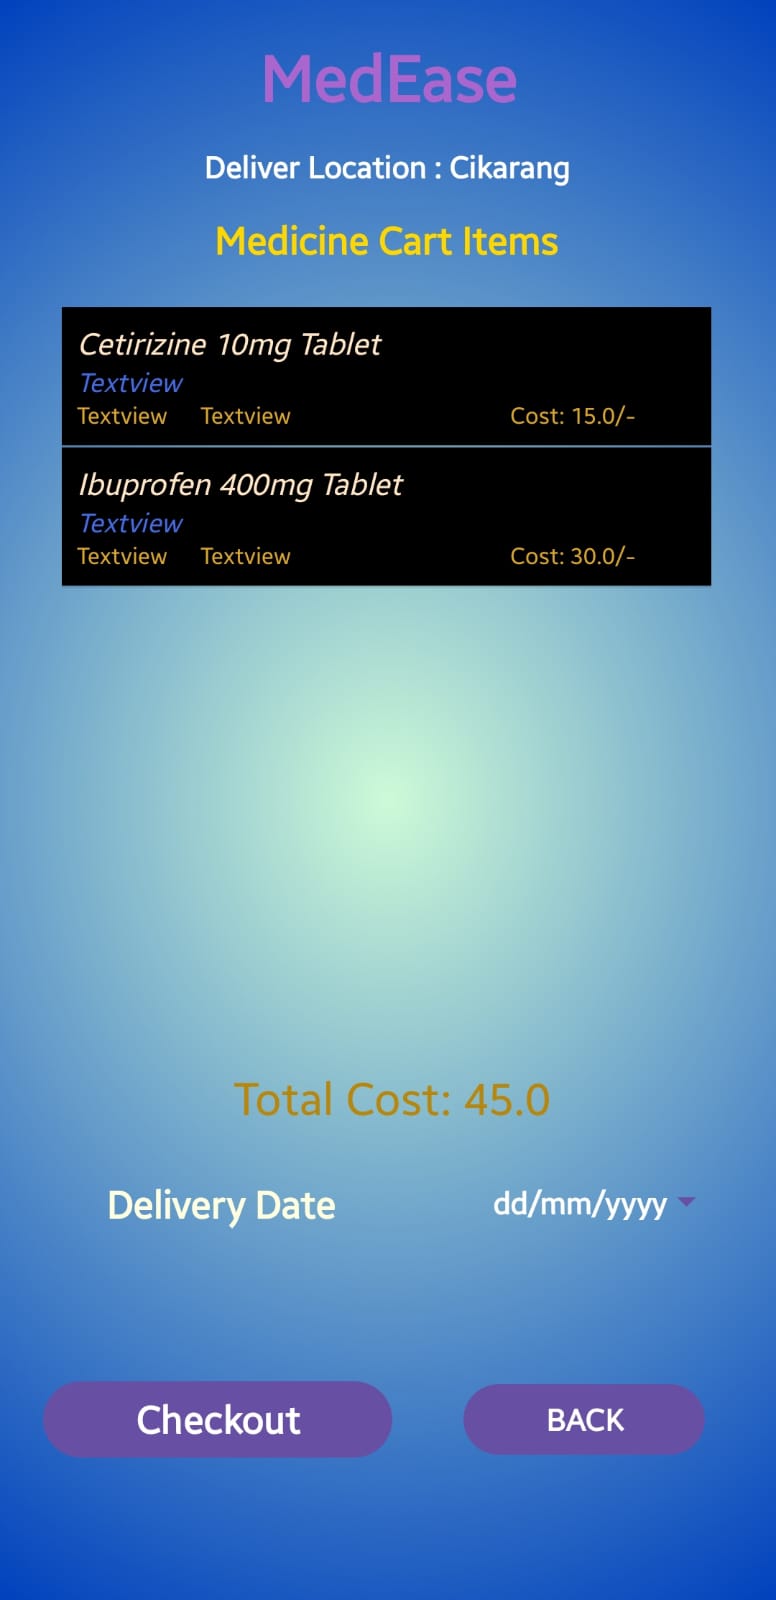 MedEase
Deliver Location : Cikarang
Medicine Cart Items
Cetirizine 10mg Tablet
Textview
Textview Textview Cost: 15.0/-
Ibuprofen 400mg Tablet
Textview
Textview Textview Cost: 30.0/-
Total Cost: 45.0
Delivery Date dd/mm/yyyy
Checkout BACK